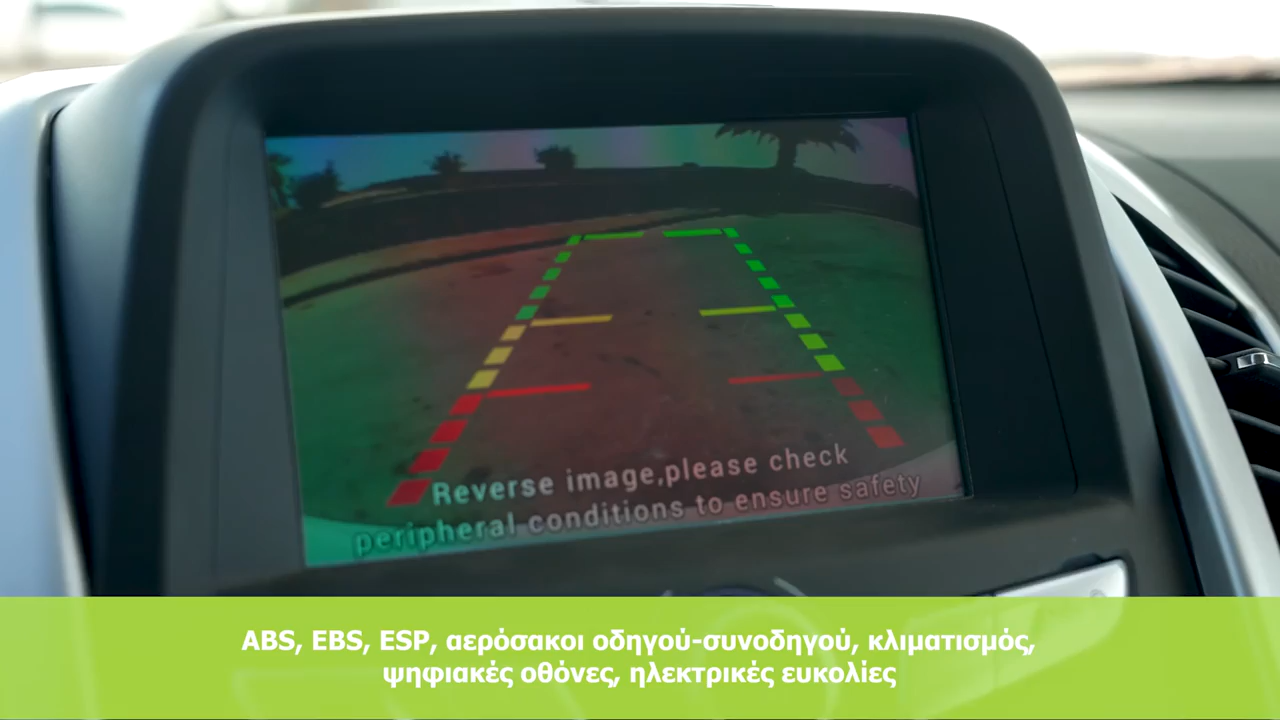 Reverse image,please check
peripheral conditions to ensure safety
ABS, EBS, ESP, αερόσακοι οδηγού-συνοδηγού, κλιματισμός,
ψηφιακές οθόνες, ηλεκτρικές ευκολίες